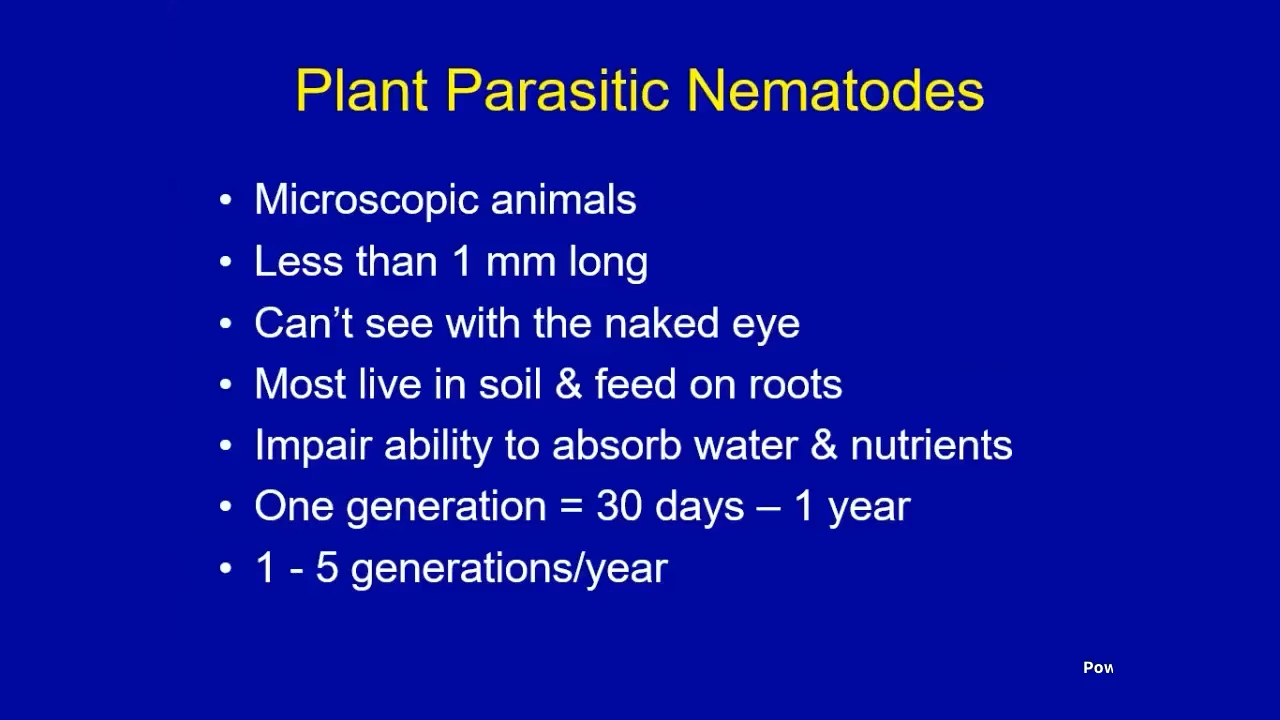 Plant Parasitic Nematodes
• Microscopic animals
• Less than 1 mm long
• Can’t see with the naked eye
• Most live in soil & feed on roots
• Impair ability to absorb water & nutrients
• One generation = 30 days – 1 year
• 1 - 5 generations/year